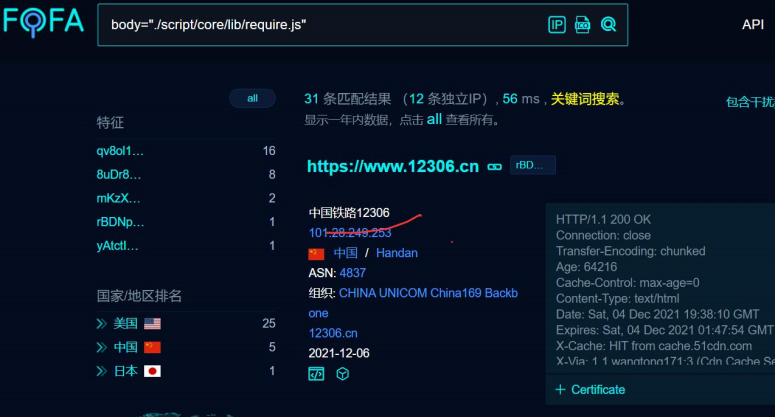 FOFA
body="./script/core/lib/require.js"
IP
ICO
API
all
31 条匹配结果 （12 条独立IP）, 56 ms , 关键词搜索。
包含干扰
显示一年内数据，点击 all 查看所有。
特征
qv8ol1... 16
8uDr8... 8
mKzX... 2
rBDNp... 1
yAtctI... 1
国家/地区排名
美国 25
中国 5
日本 1
https://www.12306.cn
rBD...
中国铁路12306
101.28.249.253
中国 / Handan
ASN: 4837
组织: CHINA UNICOM China169 Backb
one
12306.cn
2021-12-06
HTTP/1.1 200 OK
Connection: close
Transfer-Encoding: chunked
Age: 64216
Cache-Control: max-age=0
Content-Type: text/html
Date: Sat, 04 Dec 2021 19:38:10 GMT
Expires: Sat, 04 Dec 2021 01:47:54 GMT
X-Cache: HIT from cache.51cdn.com
X-Via: 1.1 wangtong171:3 (Cdn Cache Se
+ Certificate